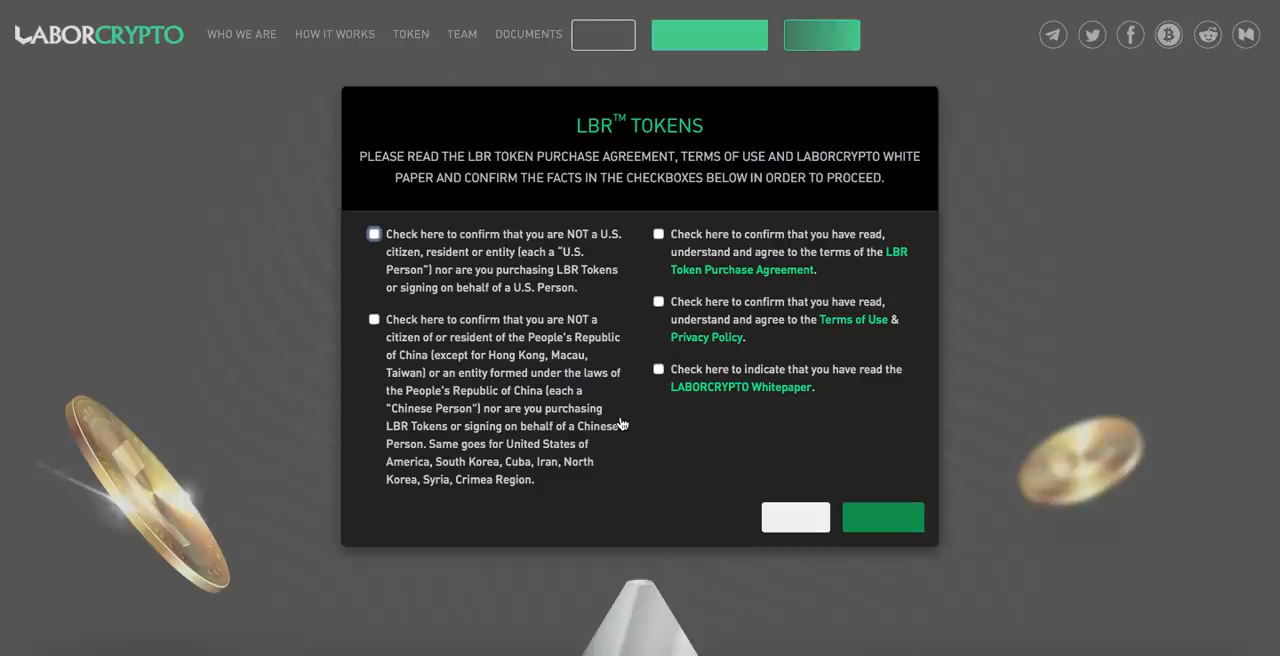 LABORCRYPTO
WHO WE ARE
HOW IT WORKS
TOKEN
TEAM
DOCUMENTS
LBR™ TOKENS
PLEASE READ THE LBR TOKEN PURCHASE AGREEMENT, TERMS OF USE AND LABORCRYPTO WHITE
PAPER AND CONFIRM THE FACTS IN THE CHECKBOXES BELOW IN ORDER TO PROCEED.
Check here to confirm that you are NOT a U.S.
citizen, resident or entity (each a “U.S.
Person”) nor are you purchasing LBR Tokens
or signing on behalf of a U.S. Person.
Check here to confirm that you are NOT a
citizen of or resident of the People's Republic
of China (except for Hong Kong, Macau,
Taiwan) or an entity formed under the laws of
the People's Republic of China (each a
"Chinese Person") nor are you purchasing
LBR Tokens or signing on behalf of a Chinese
Person. Same goes for United States of
America, South Korea, Cuba, Iran, North
Korea, Syria, Crimea Region.
Check here to confirm that you have read,
understand and agree to the terms of the LBR
Token Purchase Agreement.
Check here to confirm that you have read,
understand and agree to the Terms of Use &
Privacy Policy.
Check here to indicate that you have read the
LABORCRYPTO Whitepaper.